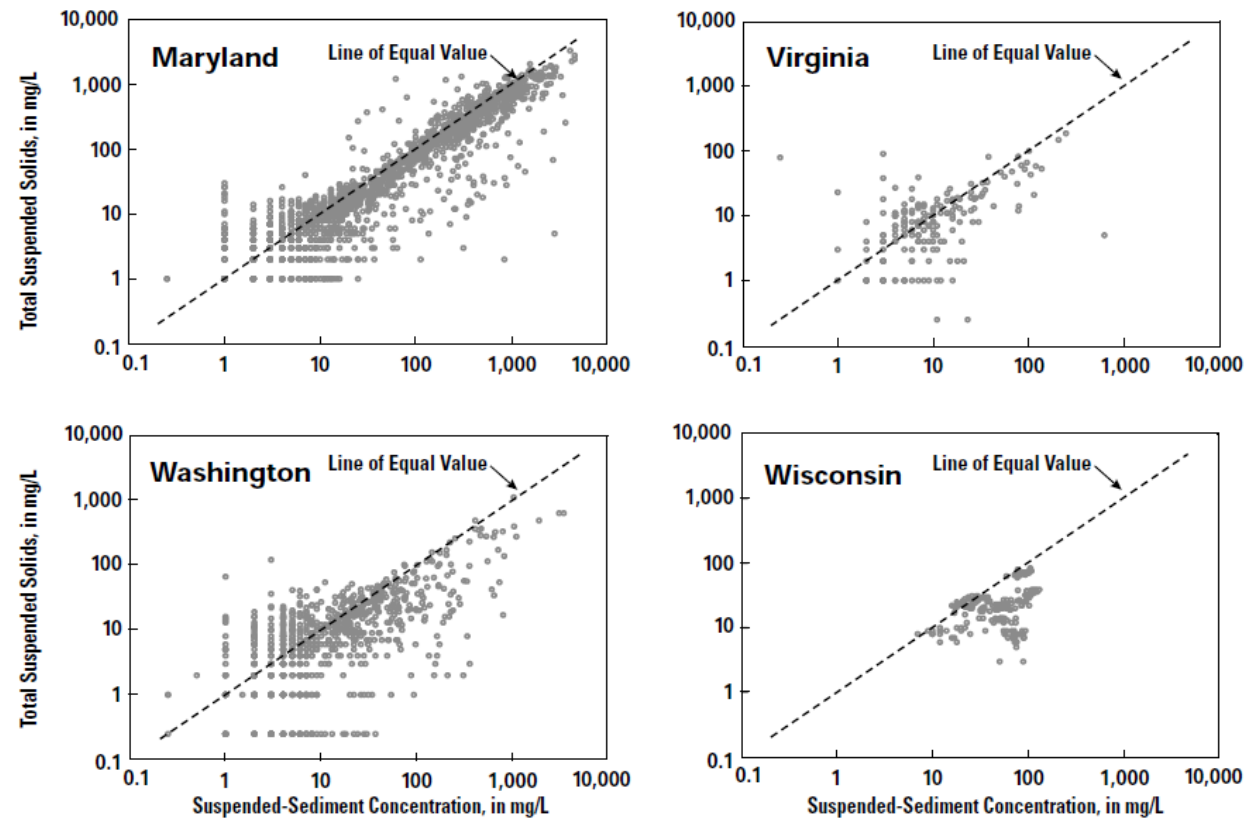 10,000
1,000
100
10
1
0.1
Total Suspended Solids, in mg/L
Maryland
Line of Equal Value
0.1 1 10 100 1,000 10,000
10,000
1,000
100
10
1
0.1
Virginia
Line of Equal Value
0.1 1 10 100 1,000 10,000
10,000
1,000
100
10
1
0.1
Total Suspended Solids, in mg/L
Washington
Line of Equal Value
0.1 1 10 100 1,000 10,000
Suspended-Sediment Concentration, in mg/L
10,000
1,000
100
10
1
0.1
Wisconsin
Line of Equal Value
0.1 1 10 100 1,000 10,000
Suspended-Sediment Concentration, in mg/L